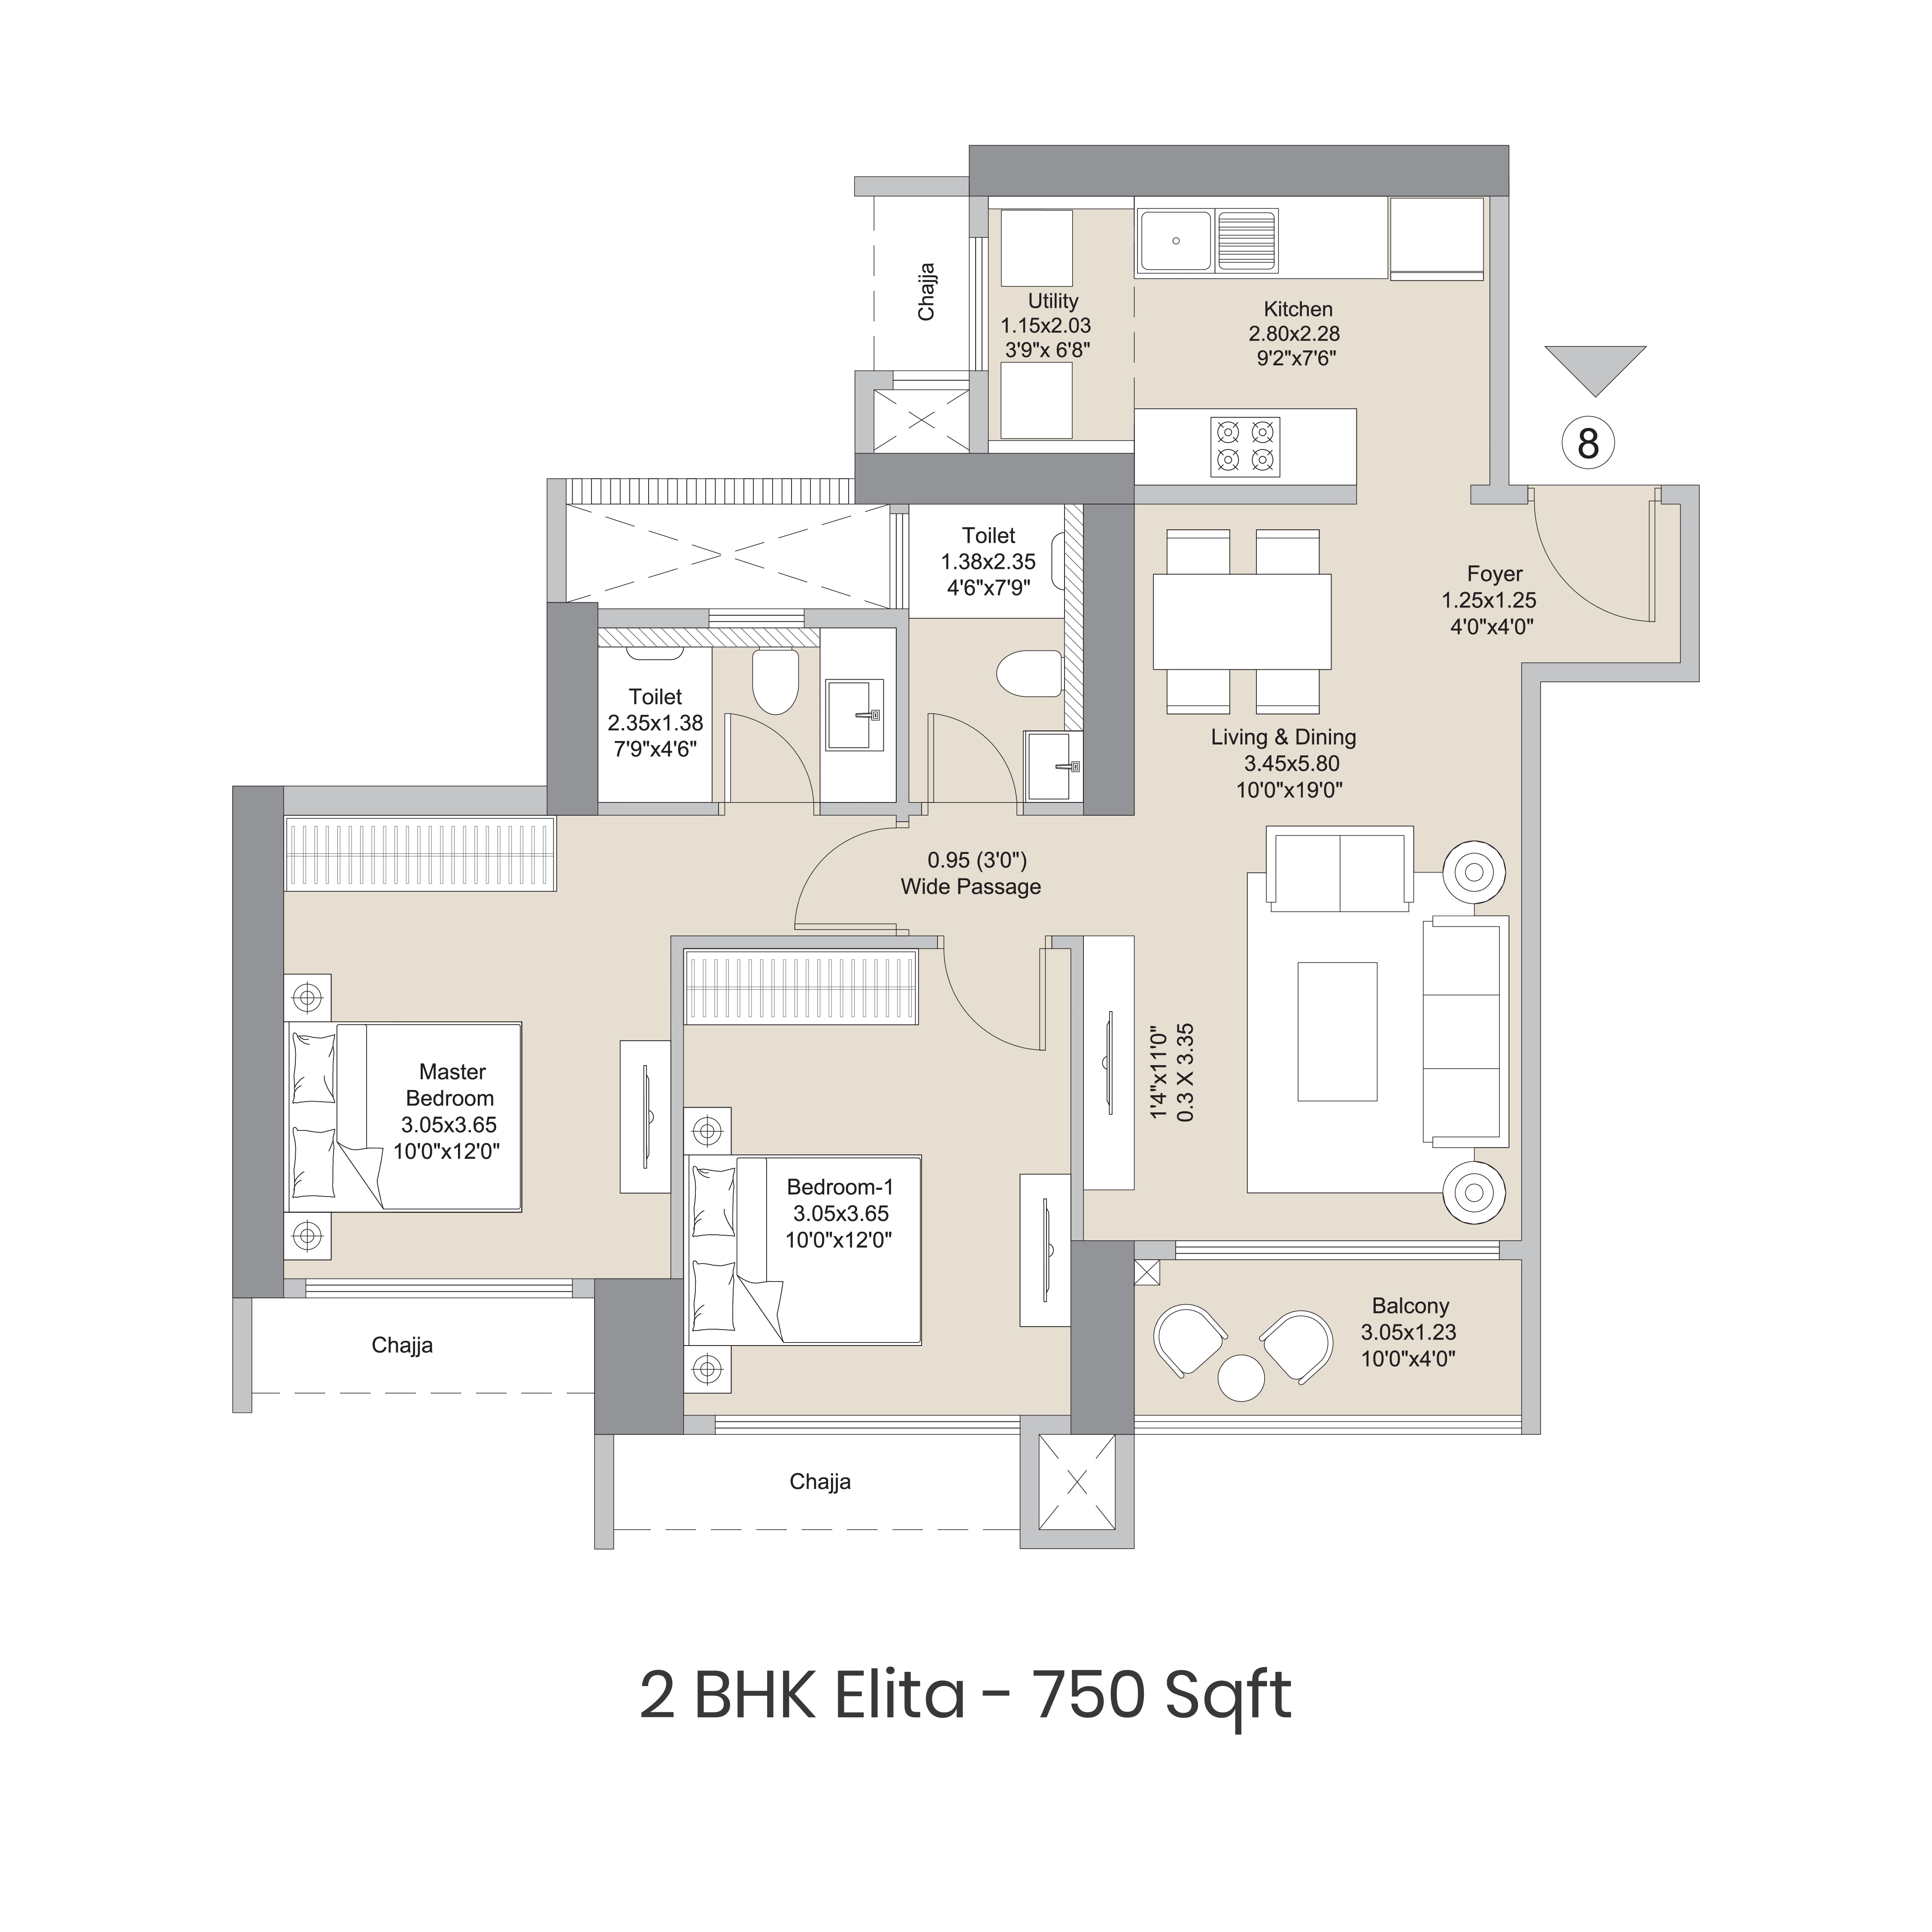 Chajja
Utility
1.15x2.03
3'9"x 6'8"
Kitchen
2.80x2.28
9'2"x7'6"
8
Toilet
1.38x2.35
4'6"x7'9"
Foyer
1.25x1.25
4'0"x4'0"
Toilet
2.35x1.38
7'9"x4'6"
Living & Dining
3.45x5.80
10'0"x19'0"
0.95 (3'0")
Wide Passage
Master
Bedroom
3.05x3.65
10'0"x12'0"
1'4"x11'0"
0.3 X 3.35
Bedroom-1
3.05x3.65
10'0"x12'0"
Balcony
3.05x1.23
10'0"x4'0"
Chajja
Chajja
2 BHK Elita - 750 Sqft